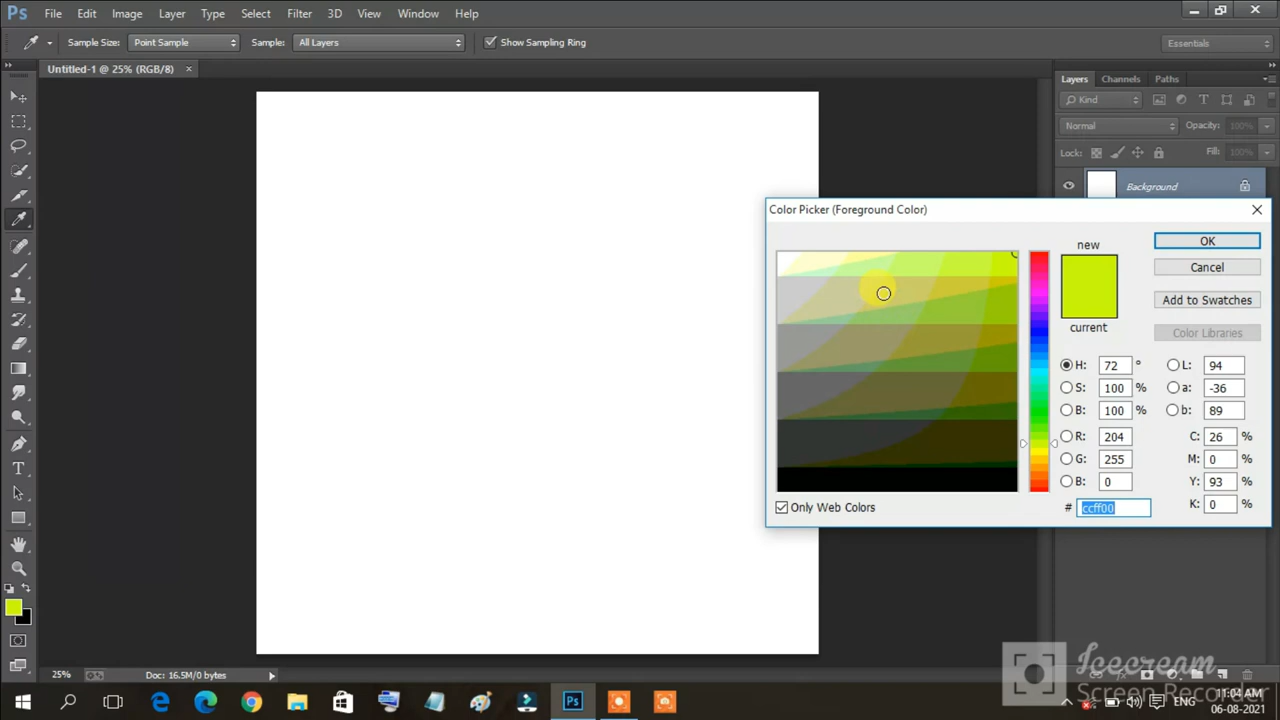 Ps File Edit Image Layer Type Select Filter 3D View Window Help
Sample Size: Point Sample Sample: All Layers Show Sampling Ring Essentials
Untitled-1 @ 25% (RGB/8) ×
Layers Channels Paths
Kind
Normal Opacity: 100%
Lock: Fill: 100%
Background
Color Picker (Foreground Color)
new
current
OK
Cancel
Add to Swatches
Color Libraries
H: 72 ° L: 94
S: 100 % a: -36
B: 100 % b: 89
R: 204 C: 26 %
G: 255 M: 0 %
B: 0 Y: 93 %
# ccff00 K: 0 %
Only Web Colors
T
25% Doc: 16.5M/0 bytes
Icecream
Screen Recorder
Ps
ENG
11:04 AM
06-08-2021